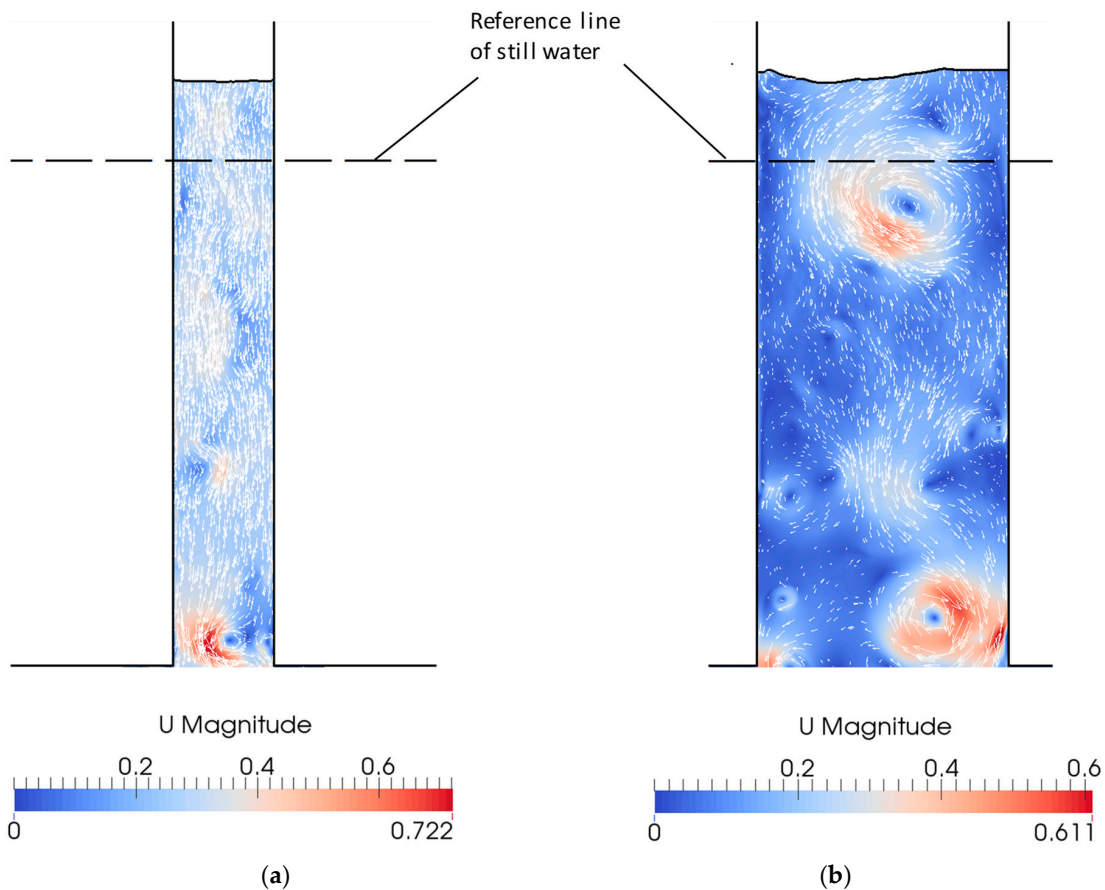 Reference line
of still water
U Magnitude
0.2 0.4 0.6
0 0.722
(a)
U Magnitude
0.2 0.4 0.6
0 0.611
(b)